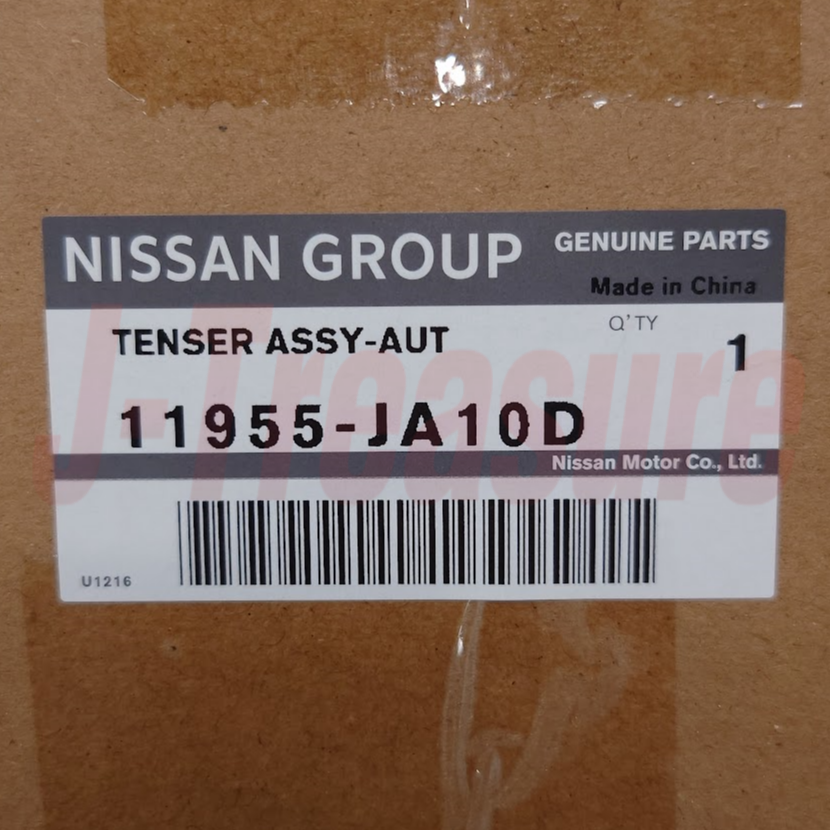 NISSAN GROUP
GENUINE PARTS
Made in China
TENSER ASSY-AUT
Q'TY
1
11955-JA10D
Nissan Motor Co., Ltd.
U1216
J-Treasure